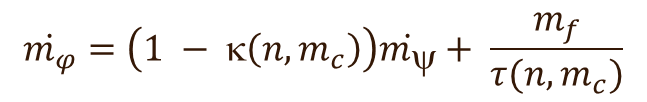 ṁ_φ = (1 − κ(n, m_c))ṁ_ψ + m_f / τ(n, m_c)